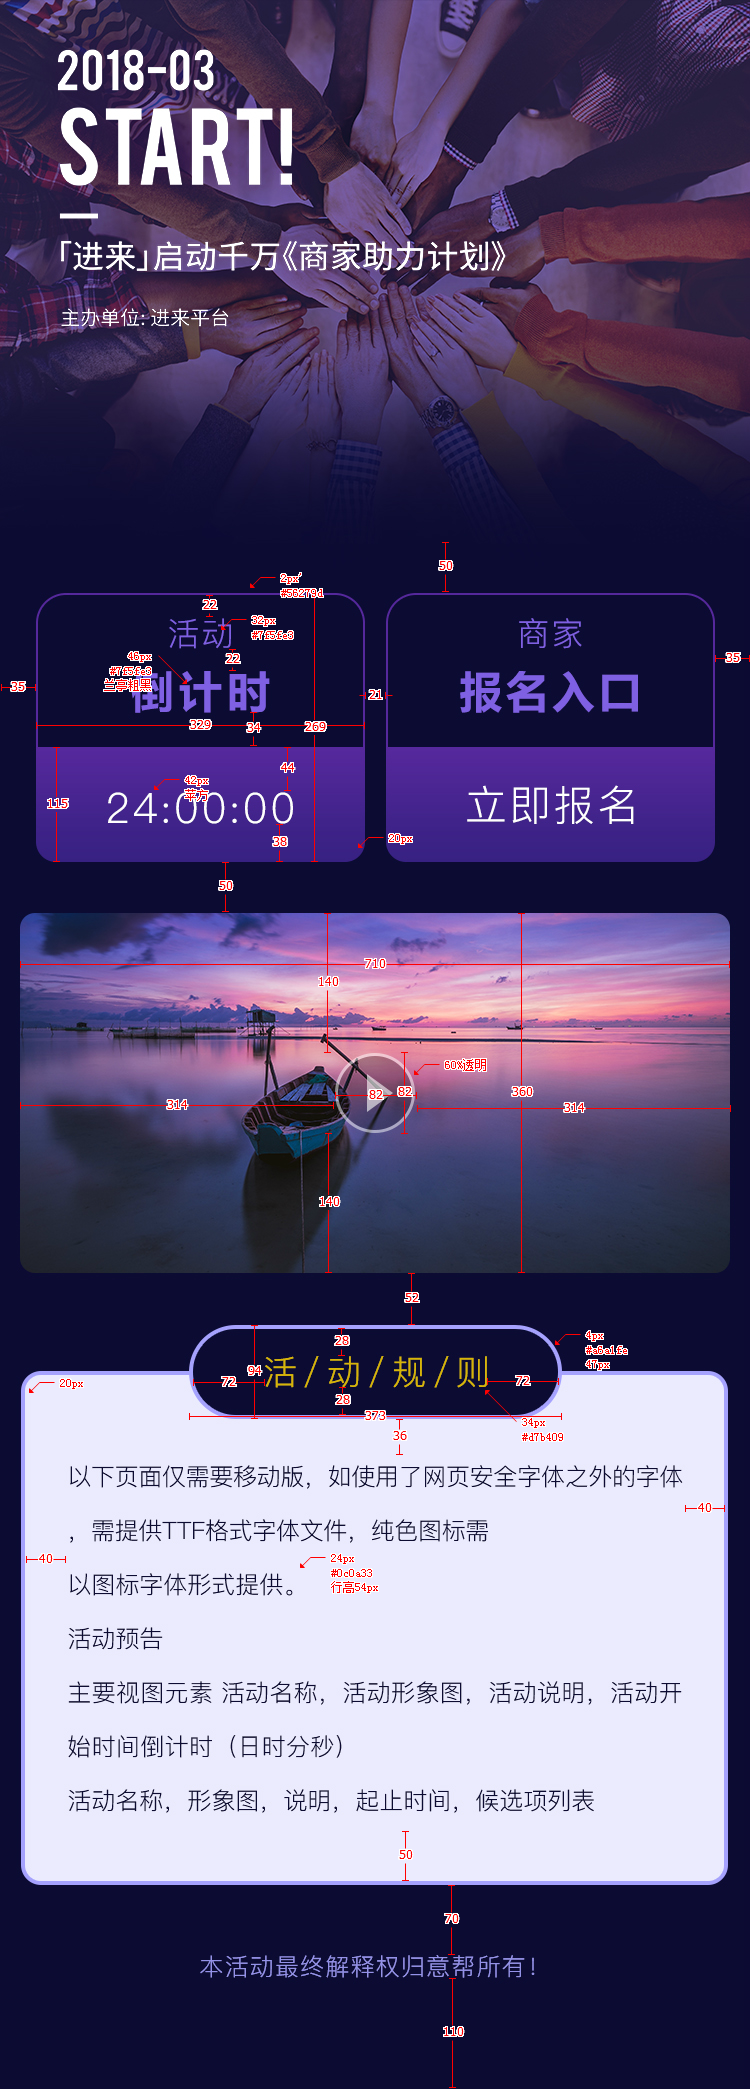 2018-03
START!
「进来」启动千万《商家助力计划》
主办单位: 进来平台
50
2px
22
32px
#7f5fe3
活动
商家
22
46px
#7f5fe3
兰亭粗黑
35
35
21
倒计时
报名入口
329
34
269
44
42px
苹方
115
24:00:00
立即报名
38
20px
50
710
140
60%透明
82
82
360
314
314
140
52
4px
#a6a1fe
47px
28
94
72
活/动/规/则
72
20px
28
373
34px
#d7b409
36
以下页面仅需要移动版，如使用了网页安全字体之外的字体
40
，需提供TTF格式字体文件，纯色图标需
40
24px
#0c0a33
行高54px
以图标字体形式提供。
活动预告
主要视图元素 活动名称，活动形象图，活动说明，活动开
始时间倒计时（日时分秒）
活动名称，形象图，说明，起止时间，候选项列表
50
70
本活动最终解释权归意帮所有！
110